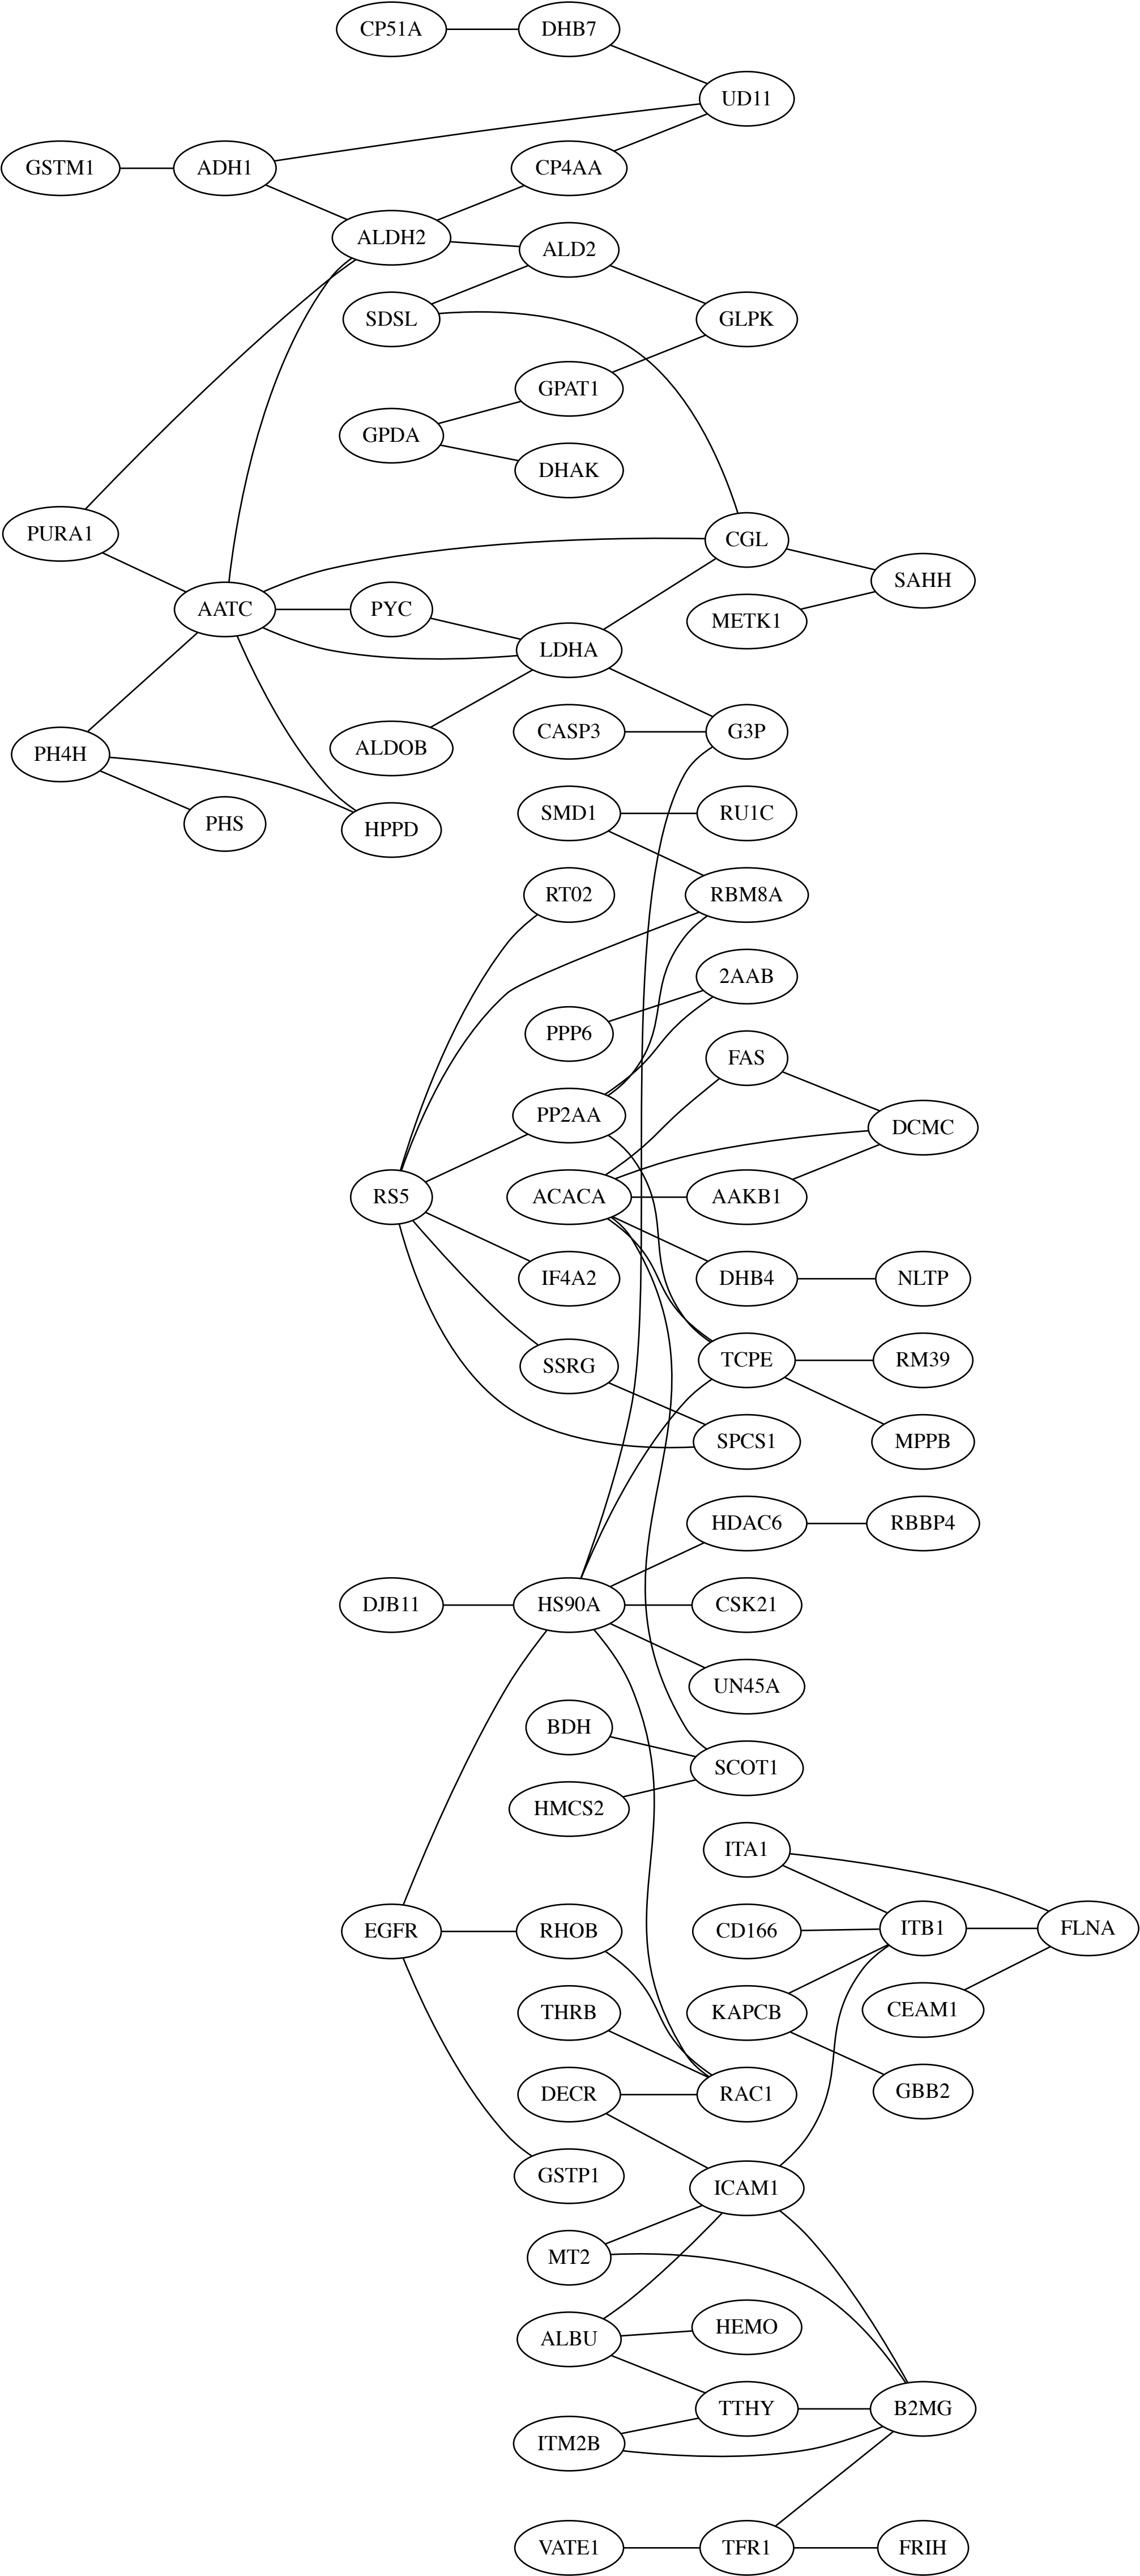 CP51A
DHB7
UD11
GSTM1
ADH1
CP4AA
ALDH2
ALD2
SDSL
GLPK
GPAT1
GPDA
DHAK
PURA1
CGL
SAHH
AATC
PYC
METK1
LDHA
CASP3
G3P
ALDOB
PH4H
SMD1
RU1C
PHS
HPPD
RT02
RBM8A
2AAB
PPP6
FAS
PP2AA
DCMC
RS5
ACACA
AAKB1
IF4A2
DHB4
NLTP
SSRG
TCPE
RM39
SPCS1
MPPB
HDAC6
RBBP4
DJB11
HS90A
CSK21
UN45A
BDH
SCOT1
HMCS2
ITA1
EGFR
RHOB
CD166
ITB1
FLNA
THRB
KAPCB
CEAM1
DECR
RAC1
GBB2
GSTP1
ICAM1
MT2
ALBU
HEMO
TTHY
B2MG
ITM2B
VATE1
TFR1
FRIH